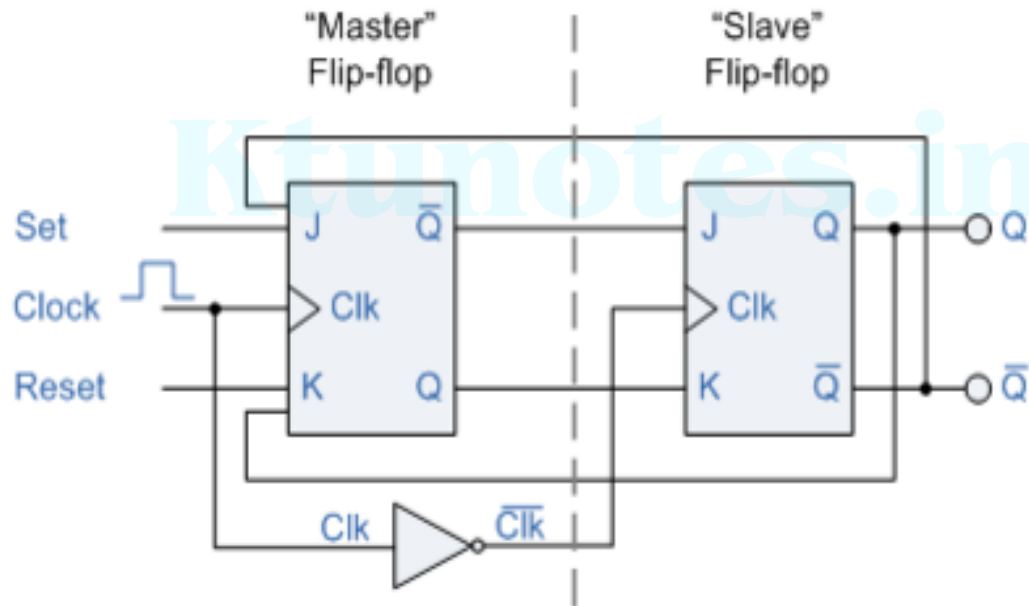 “Master”
Flip-flop
“Slave”
Flip-flop
Ktunotes.in
Set
J
Q̅
J
Q
Q
Clock
Clk
Clk
Reset
K
Q
K
Q̅
Q̅
Clk
C̅l̅k̅